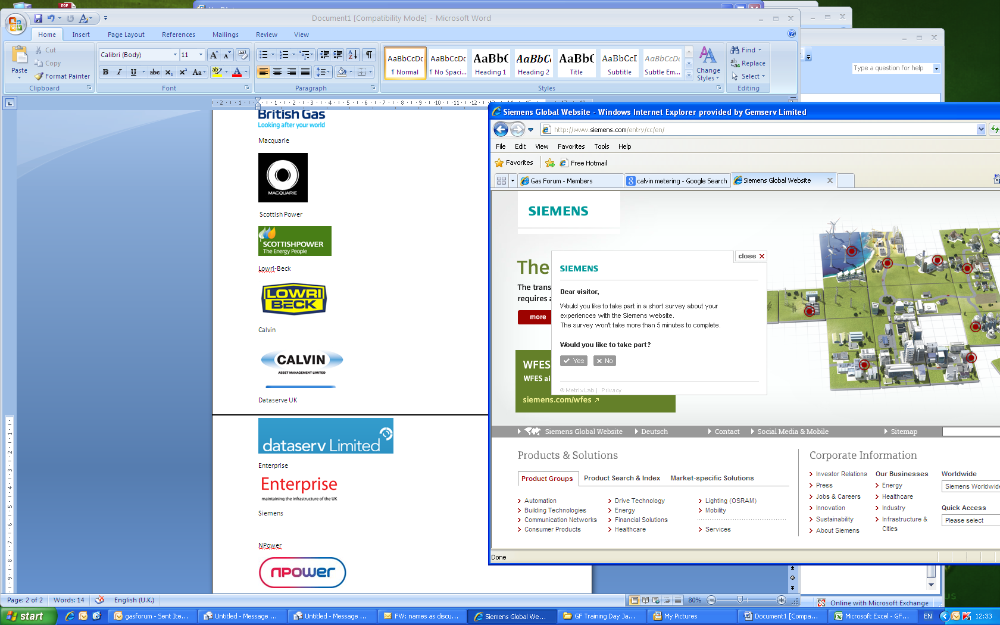 Document1 [Compatibility Mode] - Microsoft Word
Home Insert Page Layout References Mailings Review View
Paste
Cut
Copy
Format Painter
Clipboard
Calibri (Body) 11
Font
Paragraph
AaBbCcDc AaBbCcDc AaBbC AaBbCc AaBbC AaBbCcI AaBbCcDc
¶ Normal ¶ No Spaci... Heading 1 Heading 2 Title Subtitle Subtle Em...
Change
Styles
Styles
Find
Replace
Select
Editing
Type a question for help
British Gas
Looking after your world
Macquarie
MACQUARIE
Scottish Power
SCOTTISHPOWER
The Energy People
Lowri-Beck
LOWRI
BECK
Calvin
CALVIN
ASSET MANAGEMENT LIMITED
Dataserve UK
dataserv Limited
Enterprise
Enterprise
maintaining the infrastructure of the UK
Siemens
NPower
npower
Siemens Global Website - Windows Internet Explorer provided by Gemserv Limited
http://www.siemens.com/entry/cc/en/
File Edit View Favorites Tools Help
Favorites Free Hotmail
Gas Forum - Members calvin metering - Google Search Siemens Global Website
SIEMENS
The
The trans
requires a
more
close
SIEMENS
Dear visitor,
Would you like to take part in a short survey about your
experiences with the Siemens website.
The survey won't take more than 5 minutes to complete.
Would you like to take part?
Yes No
© MetrixLab | Privacy
WFES
WFES ai
siemens.com/wfes
Siemens Global Website Deutsch Contact Social Media & Mobile Sitemap
Products & Solutions
Product Groups Product Search & Index Market-specific Solutions
Automation Drive Technology Lighting (OSRAM)
Building Technologies Energy Mobility
Communication Networks Financial Solutions
Consumer Products Healthcare Services
Corporate Information
Investor Relations Our Businesses Worldwide
Press Energy Siemens Worldwide
Jobs & Careers Healthcare
Innovation Industry Quick Access
Sustainability Infrastructure & Please select
About Siemens Cities
Done
Page: 2 of 2 Words: 14 English (U.K.) 80%
Online with Microsoft Exchange
start gasforum - Sent Ite... Untitled - Message ... Untitled - Message ... FW: names as discu... Siemens Global We... GF Training Day Ja... My Pictures Document1 [Compa... Microsoft Excel - GF... EN 12:33